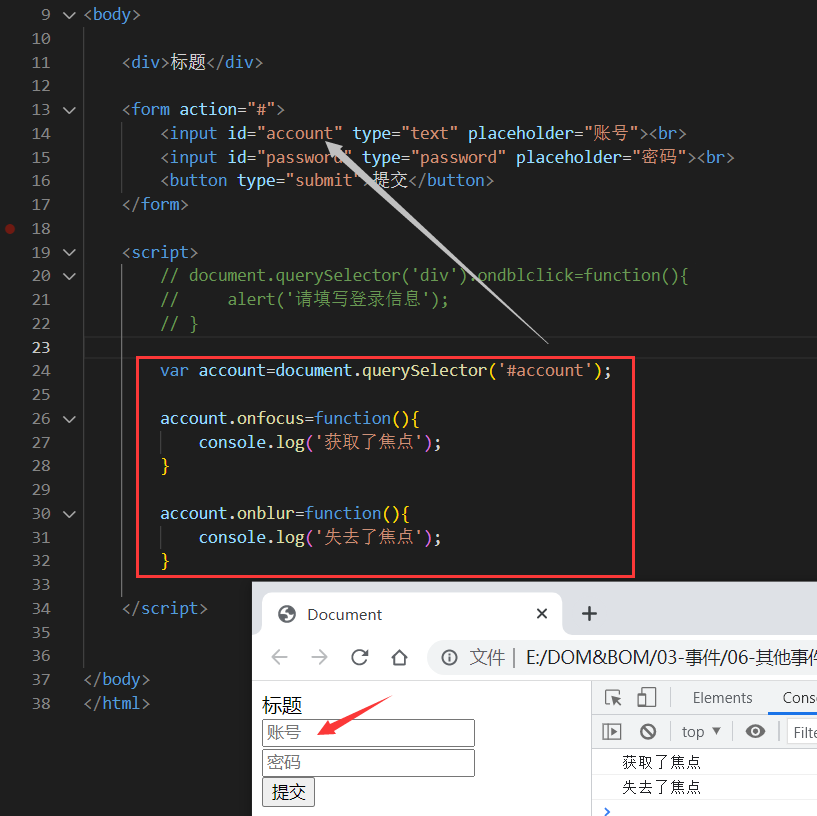 9 <body>
10
11 <div>标题</div>
12
13 <form action="#">
14 <input id="account" type="text" placeholder="账号"><br>
15 <input id="password" type="password" placeholder="密码"><br>
16 <button type="submit">提交</button>
17 </form>
18
19 <script>
20 // document.querySelector('div').ondblclick=function(){
21 // alert('请填写登录信息');
22 // }
23
24 var account=document.querySelector('#account');
25
26 account.onfocus=function(){
27 console.log('获取了焦点');
28 }
29
30 account.onblur=function(){
31 console.log('失去了焦点');
32 }
33
34 </script>
35
36
37 </body>
38 </html>
Document
文件 | E:/DOM&BOM/03-事件/06-其他事件
标题
账号
密码
提交
Elements Cons
top Filte
获取了焦点
失去了焦点